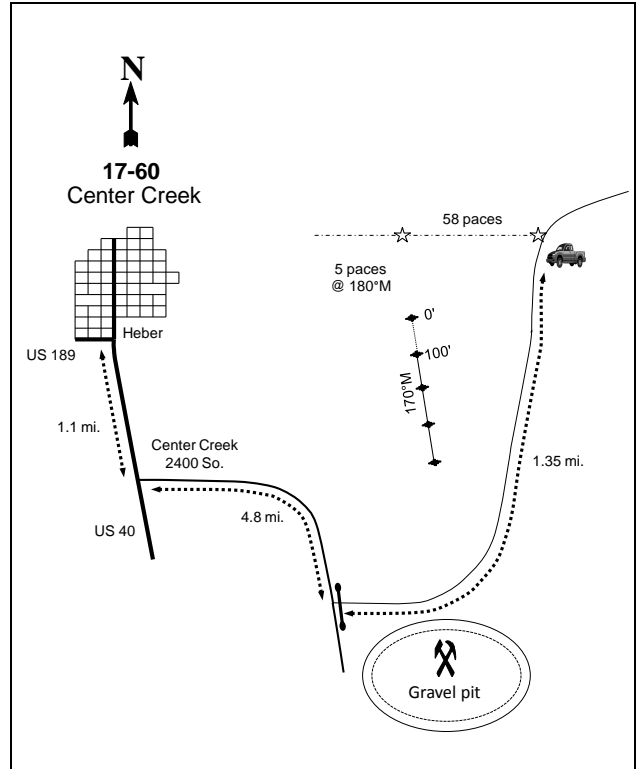 N
17-60
Center Creek
58 paces
5 paces
@ 180°M
0'
100'
170°M
Heber
US 189
1.1 mi.
Center Creek
2400 So.
1.35 mi.
4.8 mi.
US 40
Gravel pit